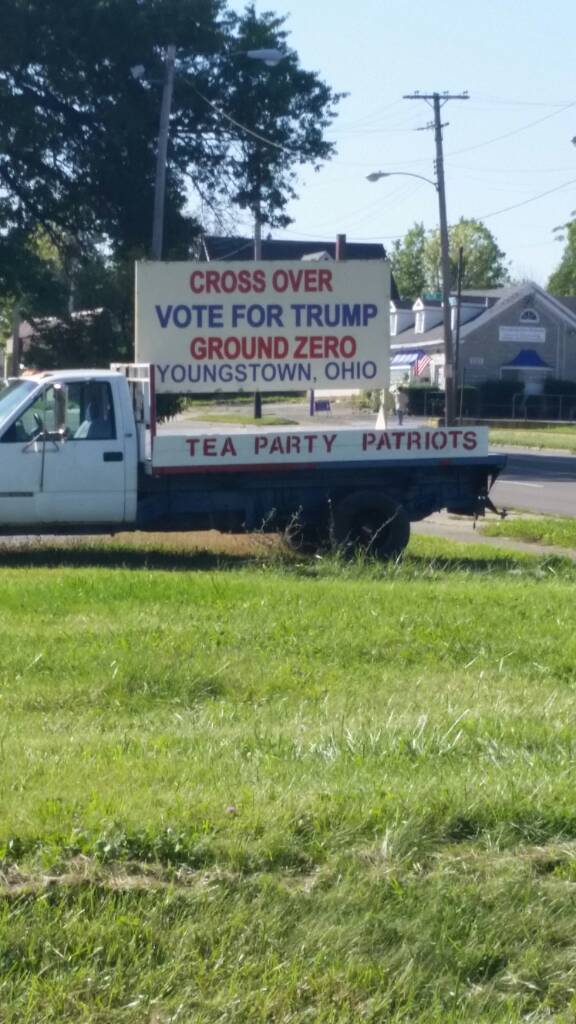 CROSS OVER
VOTE FOR TRUMP
GROUND ZERO
YOUNGSTOWN, OHIO
TEA PARTY PATRIOTS